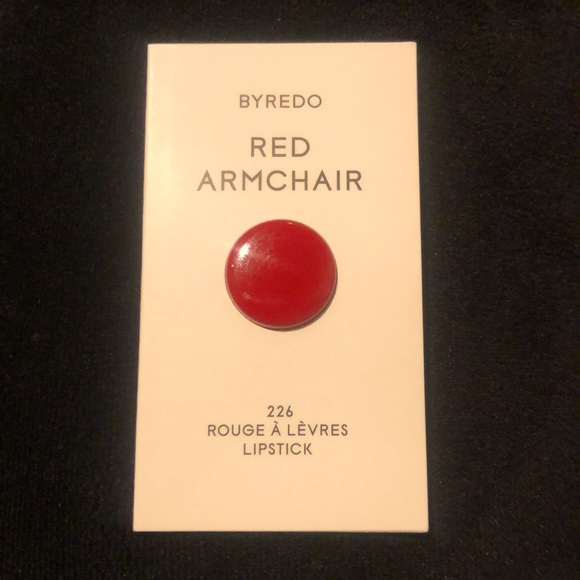 BYREDO
RED
ARMCHAIR
226
ROUGE À LÈVRES
LIPSTICK